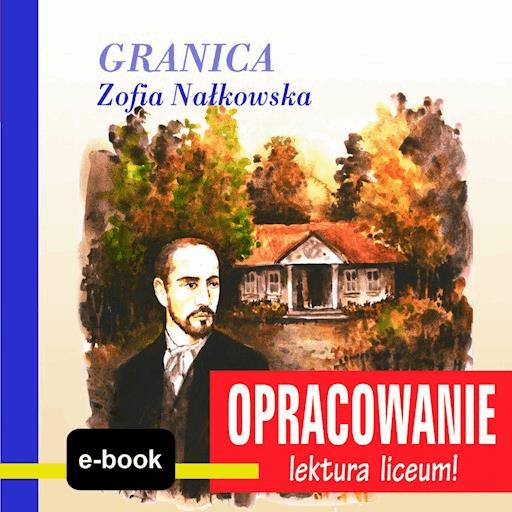 GRANICA
Zofia Nałkowska
OPRACOWANIE
lektura liceum!
e-book